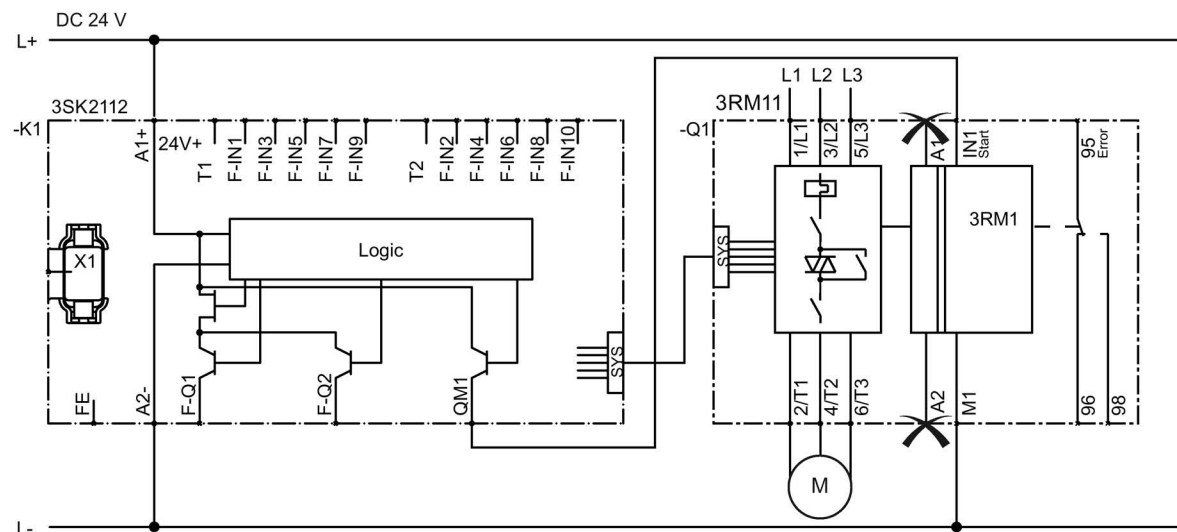 DC 24 V
L+
L1 L2 L3
3SK2112
3RM11
-K1
-Q1
A1+
24V+
T1
F-IN1
F-IN3
F-IN5
F-IN7
F-IN9
T2
F-IN2
F-IN4
F-IN6
F-IN8
F-IN10
1/L1
3/L2
5/L3
A1
IN1
Start
95
Error
X1
Logic
SYS
3RM1
SYS
FE
A2-
F-Q1
F-Q2
QM1
2/T1
4/T2
6/T3
A2
M1
96
98
M
L-